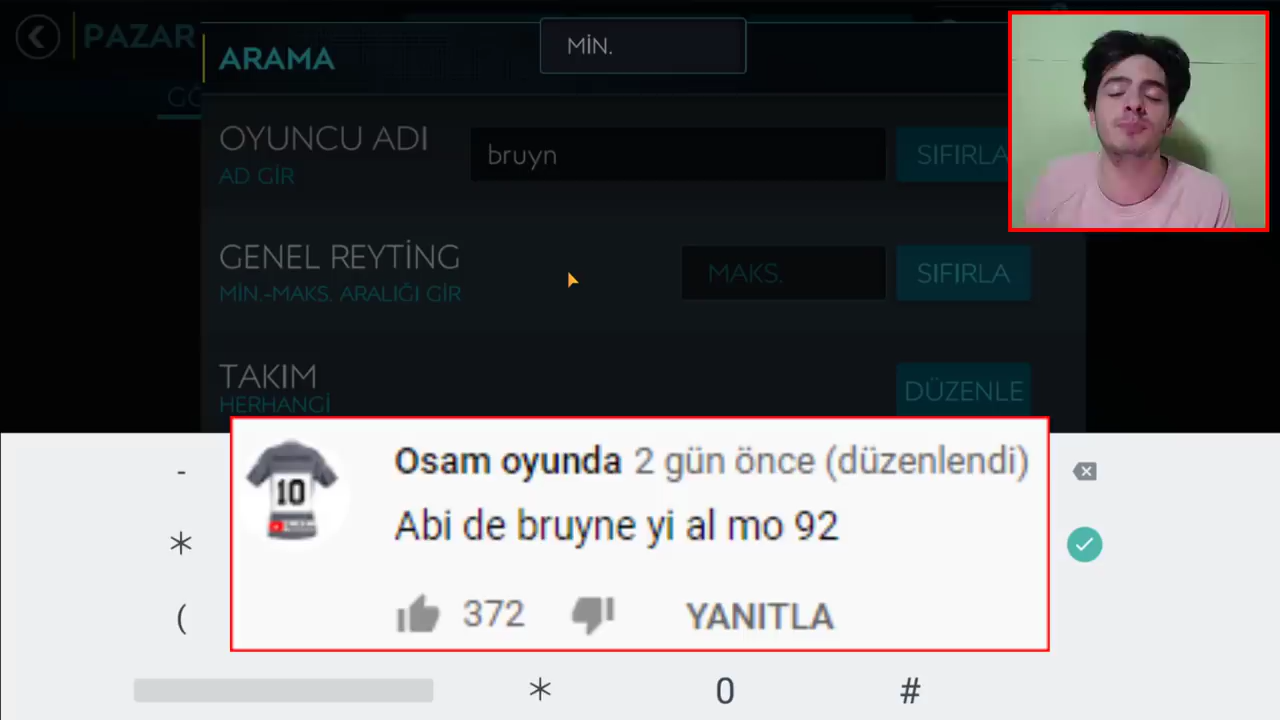 PAZAR
ARAMA
MİN.
GÖ
OYUNCU ADI
AD GİR
bruyn
SIFIRLA
GENEL REYTİNG
MİN.-MAKS. ARALIĞI GİR
MAKS.
SIFIRLA
TAKIM
HERHANGİ
DÜZENLE
Osam oyunda 2 gün önce (düzenlendi)
Abi de bruyne yi al mo 92
10
372
YANITLA
-
*
(
* 0 #